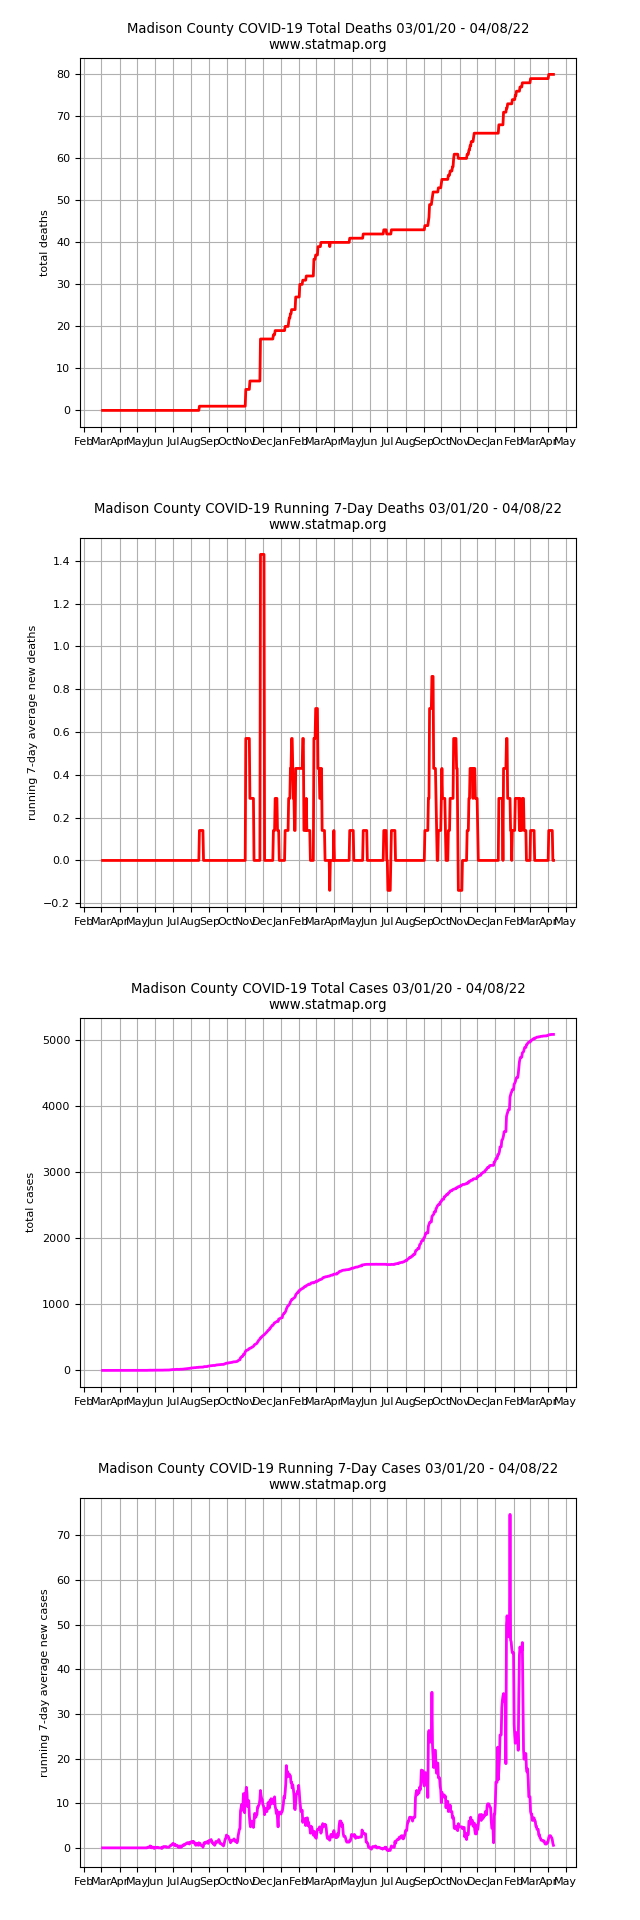 Madison County COVID-19 Total Deaths 03/01/20 - 04/08/22
www.statmap.org
80
70
60
50
40
30
20
10
0
total deaths
Feb Mar Apr May Jun Jul Aug Sep Oct Nov Dec Jan Feb Mar Apr May Jun Jul Aug Sep Oct Nov Dec Jan Feb Mar Apr May
Madison County COVID-19 Running 7-Day Deaths 03/01/20 - 04/08/22
www.statmap.org
1.4
1.2
1.0
0.8
0.6
0.4
0.2
0.0
−0.2
running 7-day average new deaths
Feb Mar Apr May Jun Jul Aug Sep Oct Nov Dec Jan Feb Mar Apr May Jun Jul Aug Sep Oct Nov Dec Jan Feb Mar Apr May
Madison County COVID-19 Total Cases 03/01/20 - 04/08/22
www.statmap.org
5000
4000
3000
2000
1000
0
total cases
Feb Mar Apr May Jun Jul Aug Sep Oct Nov Dec Jan Feb Mar Apr May Jun Jul Aug Sep Oct Nov Dec Jan Feb Mar Apr May
Madison County COVID-19 Running 7-Day Cases 03/01/20 - 04/08/22
www.statmap.org
70
60
50
40
30
20
10
0
running 7-day average new cases
Feb Mar Apr May Jun Jul Aug Sep Oct Nov Dec Jan Feb Mar Apr May Jun Jul Aug Sep Oct Nov Dec Jan Feb Mar Apr May